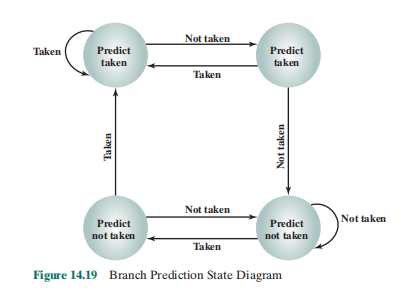 Not taken
Taken
Predict
taken
Predict
taken
Taken
Taken
Not taken
Not taken
Predict
not taken
Predict
not taken
Not taken
Taken
Figure 14.19 Branch Prediction State Diagram